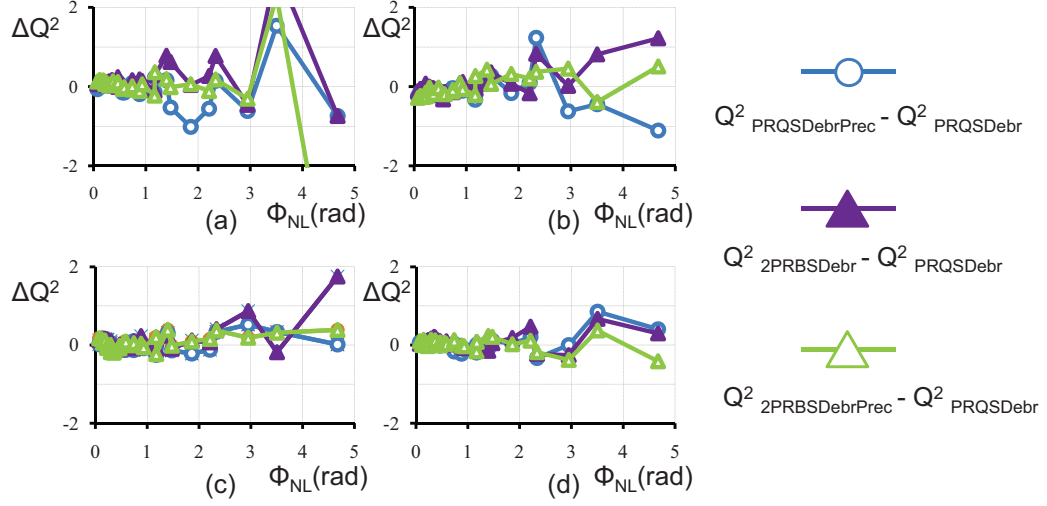 ΔQ²
2
0
-2
0 1 2 3 4 5
(a) Φ_NL(rad)
ΔQ²
2
0
-2
0 1 2 3 4 5
(b) Φ_NL(rad)
ΔQ²
2
0
-2
0 1 2 3 4 5
(c) Φ_NL(rad)
ΔQ²
2
0
-2
0 1 2 3 4 5
(d) Φ_NL(rad)
Q² PRQSDebrPrec - Q² PRQSDebr
Q² 2PRBSDebr - Q² PRQSDebr
Q² 2PRBSDebrPrec - Q² PRQSDebr